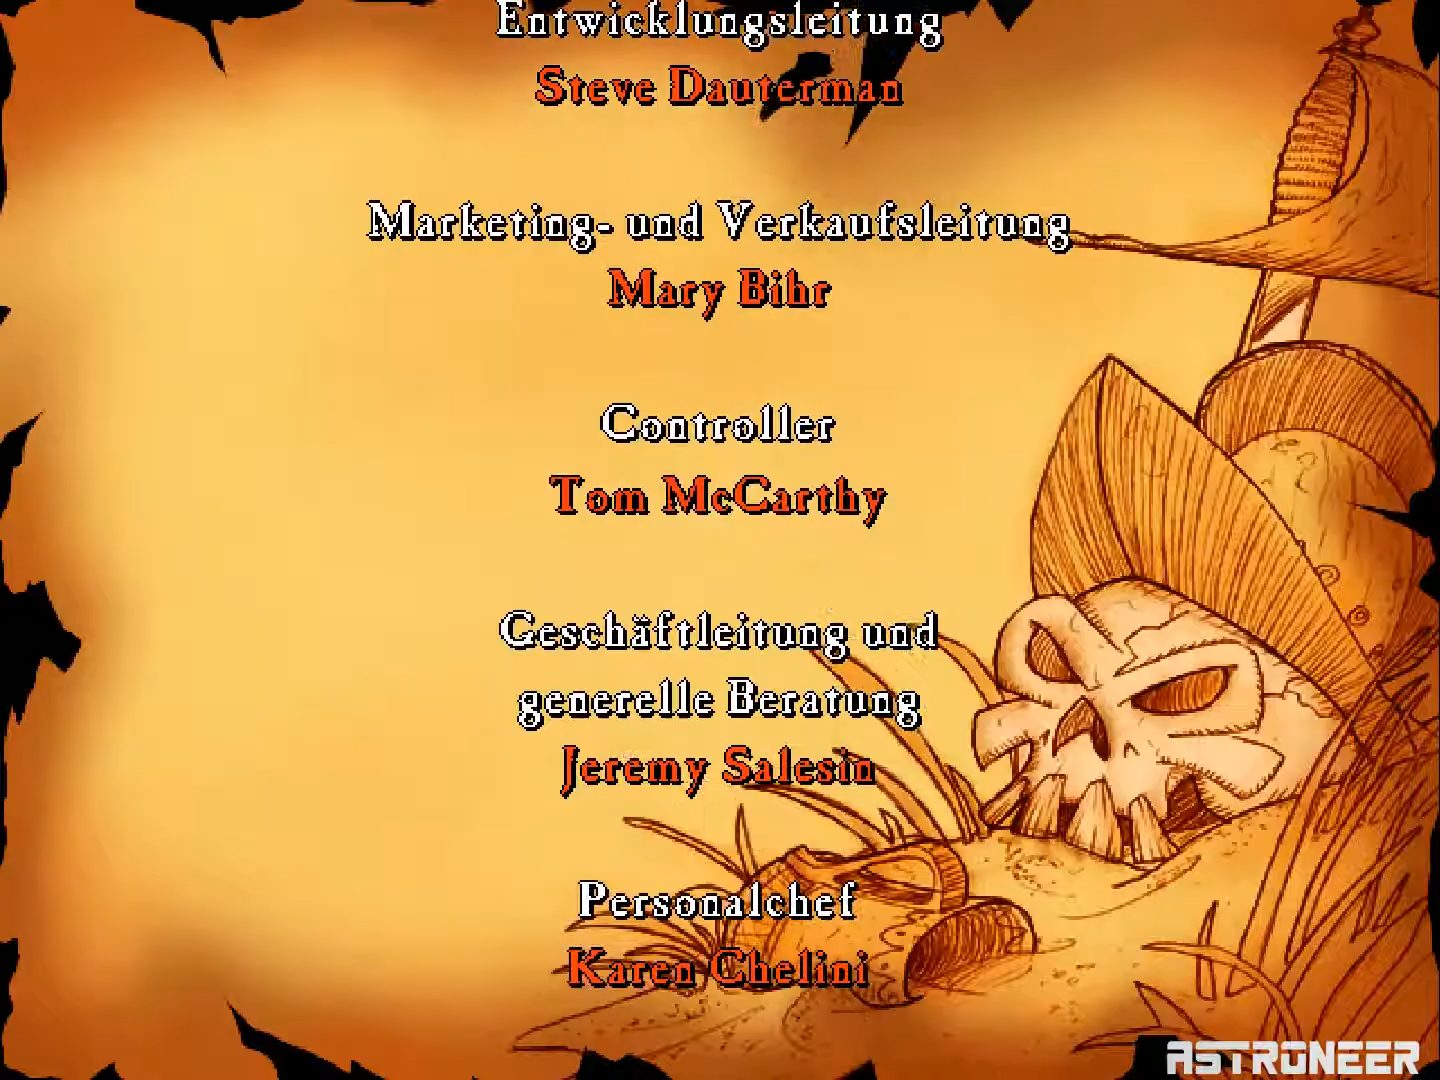 Entwicklungsleitung
Steve Dauterman
Marketing- und Verkaufsleitung
Mary Bihr
Controller
Tom McCarthy
Geschäftleitung und
generelle Beratung
Jeremy Salesin
Personalchef
Karen Chelini
ASTRONEER